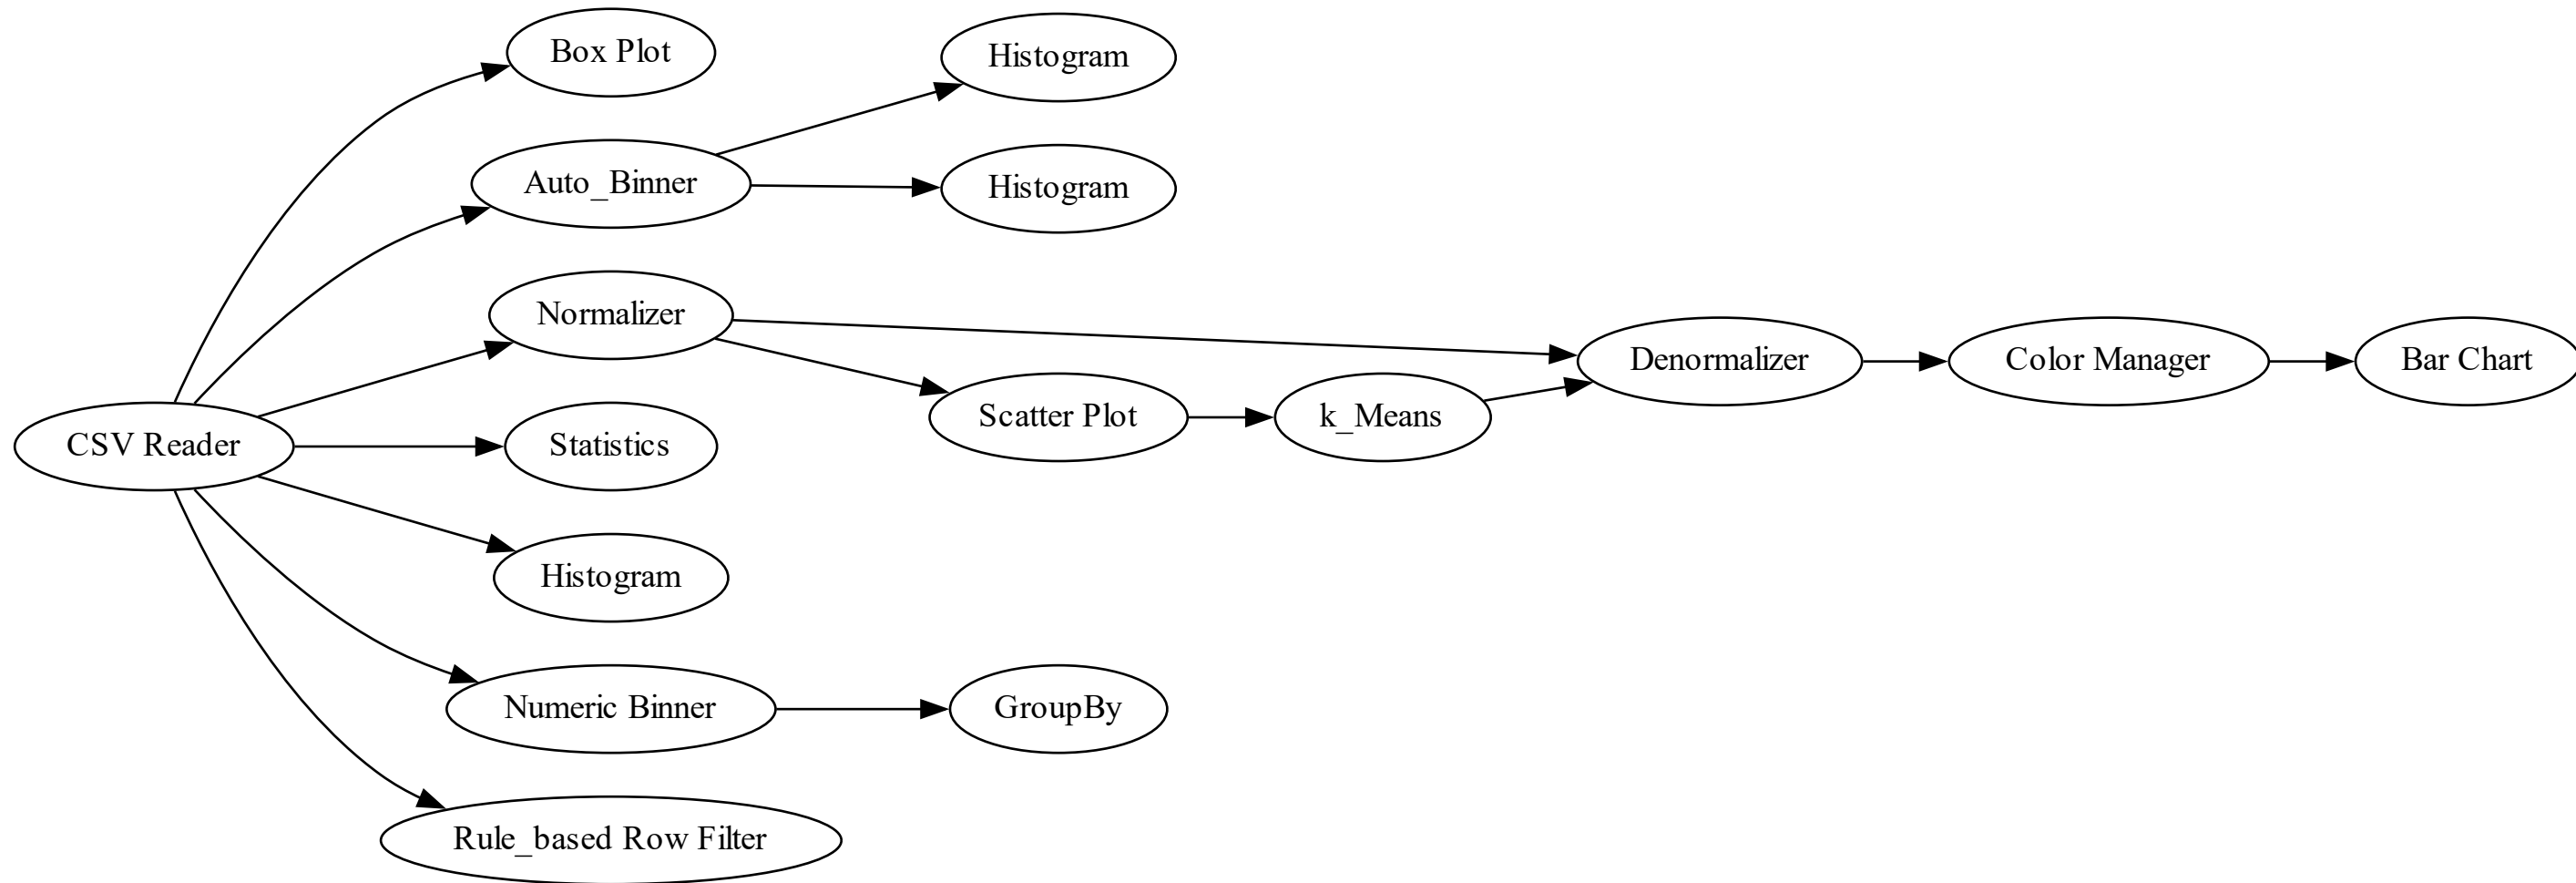 Box Plot
Histogram
Auto_Binner
Histogram
Normalizer
Denormalizer
Color Manager
Bar Chart
Scatter Plot
k_Means
CSV Reader
Statistics
Histogram
Numeric Binner
GroupBy
Rule_based Row Filter